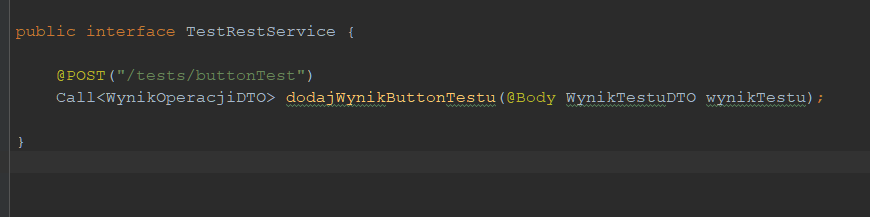 public interface TestRestService {
@POST("/tests/buttonTest")
Call<WynikOperacjiDTO> dodajWynikButtonTestu(@Body WynikTestuDTO wynikTestu);
}